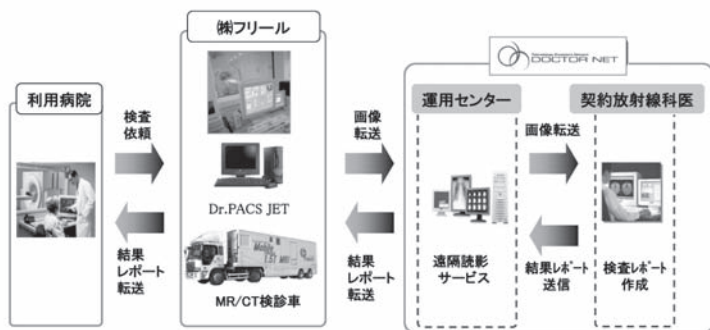 ㈱フリール
DOCTOR NET
利用病院
運用センター
契約放射線科医
検査
依頼
画像
転送
画像転送
Dr.PACS JET
結果
レポート
転送
MR/CT検診車
結果
レポート
転送
遠隔読影
サービス
結果ﾚﾎﾟｰﾄ
送信
検査ﾚﾎﾟｰﾄ
作成